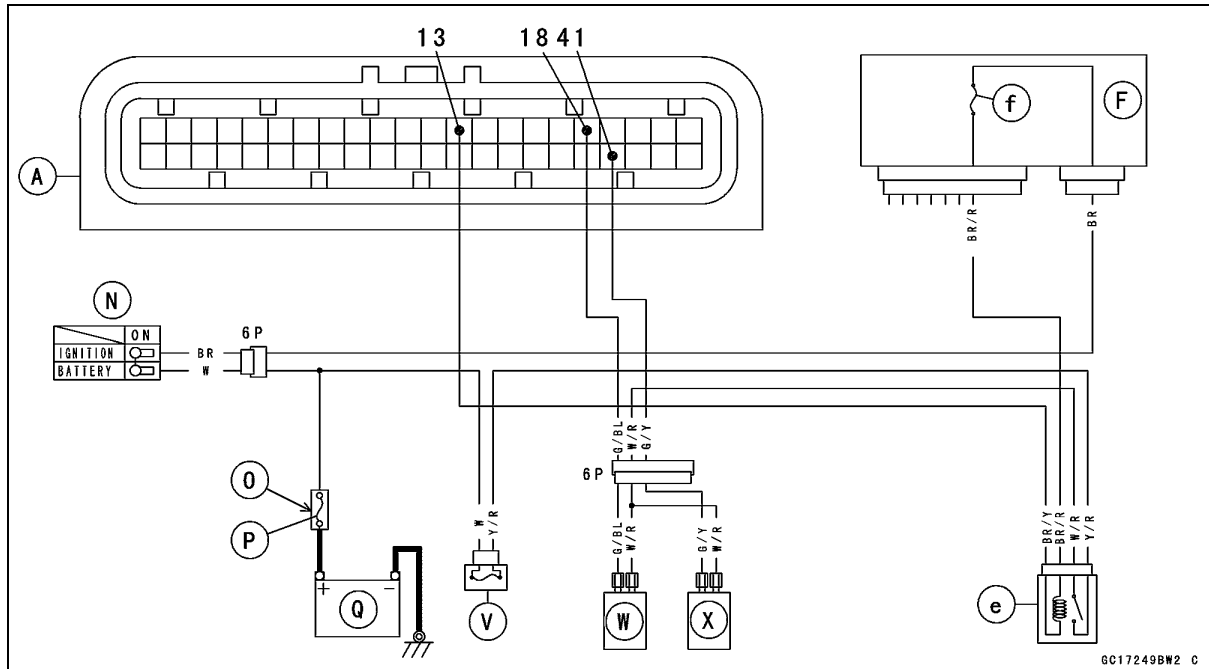 13
18 41
f
F
A
BR/R
BR
N
ON
6P
IGNITION
BR
BATTERY
W
G/BL
W/R
G/Y
6P
O
P
W
Y/R
G/BL
W/R
G/Y
W/R
BR/Y
BR/R
W/R
Y/R
+
-
Q
V
W
X
e
GC17249BW2 C